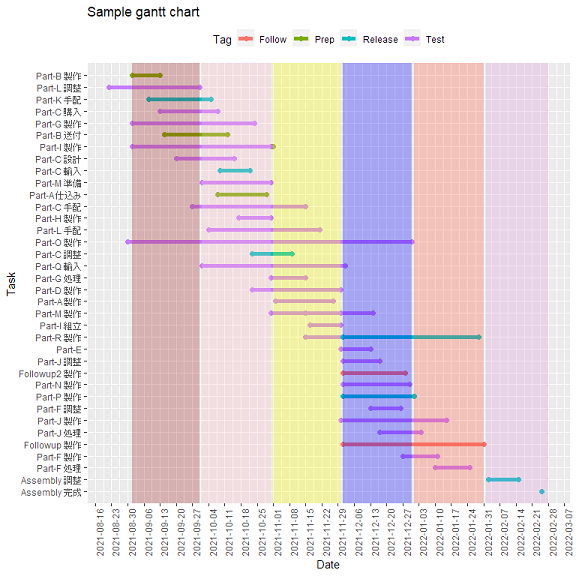 Sample gantt chart
Tag Follow Prep Release Test
Part-B 製作
Part-L 調整
Part-K 手配
Part-C 購入
Part-G 製作
Part-B 送付
Part-I 製作
Part-C 設計
Part-C 輸入
Part-M 準備
Part-A仕込み
Part-C 手配
Part-H 製作
Part-L 手配
Part-O 製作
Part-C 調整
Part-Q 輸入
Part-G 処理
Part-D 製作
Part-A製作
Part-M 製作
Part-I 組立
Part-R 製作
Part-E
Part-J 調整
Followup2 製作
Part-N 製作
Part-P 製作
Part-F 調整
Part-J 製作
Part-J 処理
Followup 製作
Part-F 製作
Part-F 処理
Assembly 調整
Assembly 完成
Task
2021-08-16
2021-08-23
2021-08-30
2021-09-06
2021-09-13
2021-09-20
2021-09-27
2021-10-04
2021-10-11
2021-10-18
2021-10-25
2021-11-01
2021-11-08
2021-11-15
2021-11-22
2021-11-29
2021-12-06
2021-12-13
2021-12-20
2021-12-27
2022-01-03
2022-01-10
2022-01-17
2022-01-24
2022-01-31
2022-02-07
2022-02-14
2022-02-21
2022-02-28
2022-03-07
Date